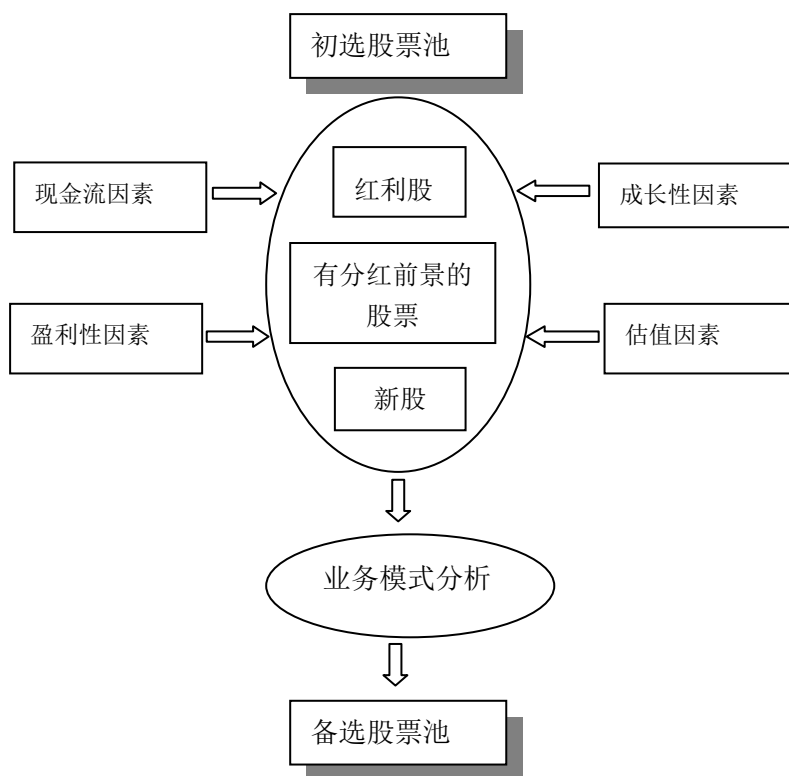 初选股票池
红利股
现金流因素
成长性因素
有分红前景的
股票
盈利性因素
估值因素
新股
业务模式分析
备选股票池